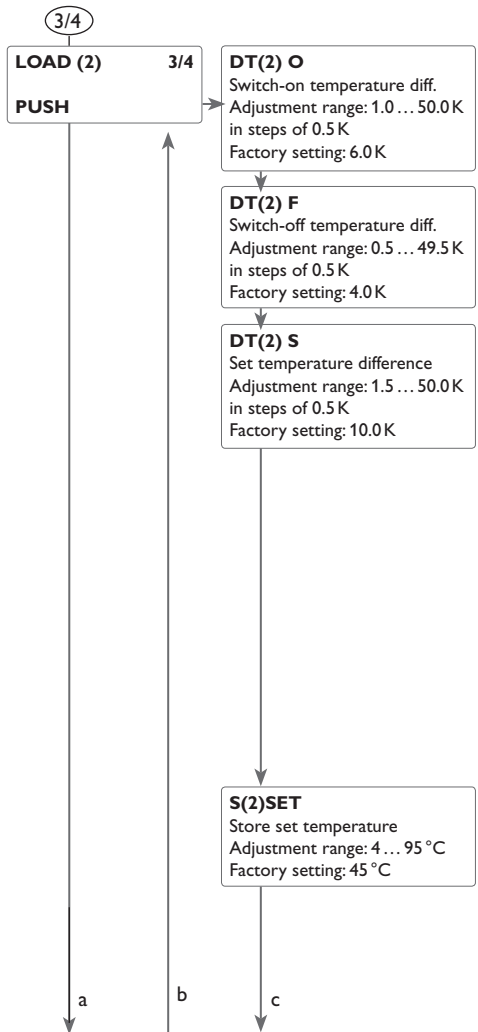 3/4
LOAD (2) 3/4
PUSH
DT(2) O
Switch-on temperature diff.
Adjustment range: 1.0 … 50.0 K
in steps of 0.5 K
Factory setting: 6.0 K
DT(2) F
Switch-off temperature diff.
Adjustment range: 0.5 … 49.5 K
in steps of 0.5 K
Factory setting: 4.0 K
DT(2) S
Set temperature difference
Adjustment range: 1.5 … 50.0 K
in steps of 0.5 K
Factory setting: 10.0 K
S(2)SET
Store set temperature
Adjustment range: 4 … 95 °C
Factory setting: 45 °C
a b c